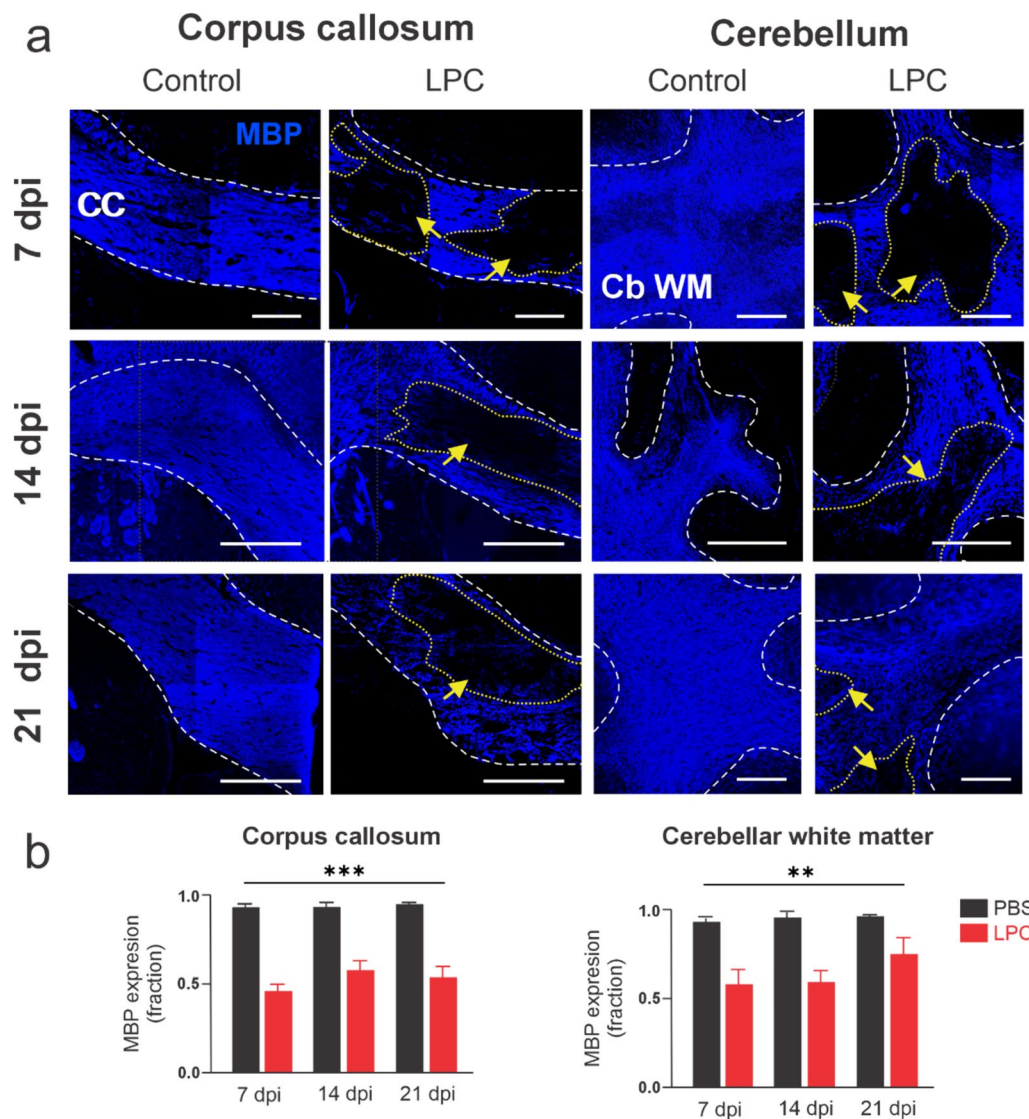 a
Corpus callosum
Cerebellum
Control
LPC
Control
LPC
7 dpi
MBP
CC
Cb WM
14 dpi
21 dpi
b
Corpus callosum
***
MBP expresion
(fraction)
1.0
0.5
0.0
7 dpi
14 dpi
21 dpi
Cerebellar white matter
**
MBP expresion
(fraction)
1.0
0.5
0.0
7 dpi
14 dpi
21 dpi
PBS
LPC